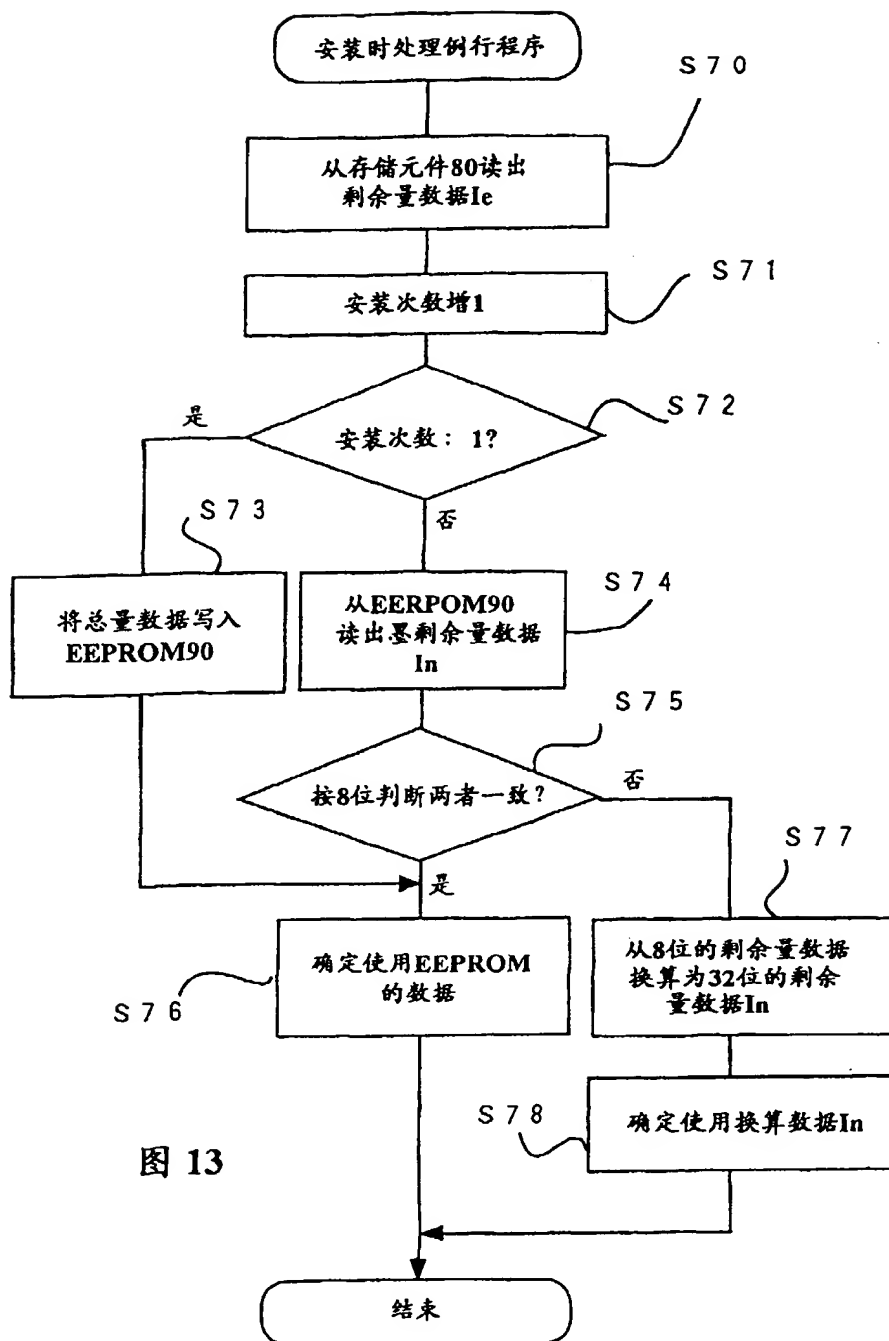 安装时处理例行程序
S70
从存储元件80读出
剩余量数据Ie
S71
安装次数增1
S72
是
安装次数：1?
S73
否
S74
将总量数据写入
EEPROM90
从EERPOM90
读出墨剩余量数据
In
S75
按8位判断两者一致?
否
S77
是
确定使用EEPROM
的数据
从8位的剩余量数据
换算为32位的剩余
量数据In
S76
S78
确定使用换算数据In
图 13
结束